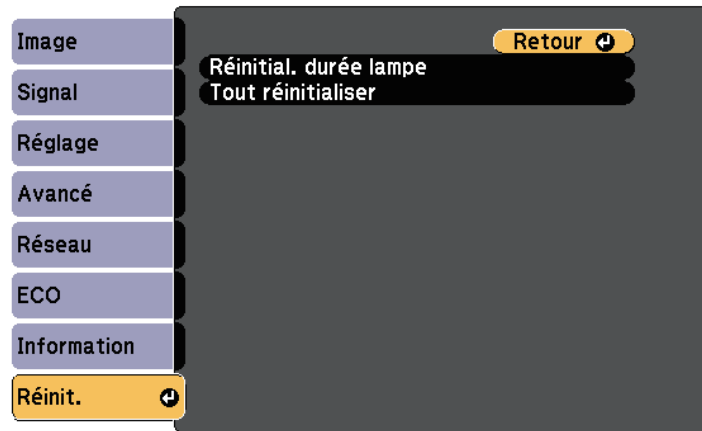 Image
Signal
Réglage
Avancé
Réseau
ECO
Information
Réinit.
Retour
Réinitial. durée lampe
Tout réinitialiser